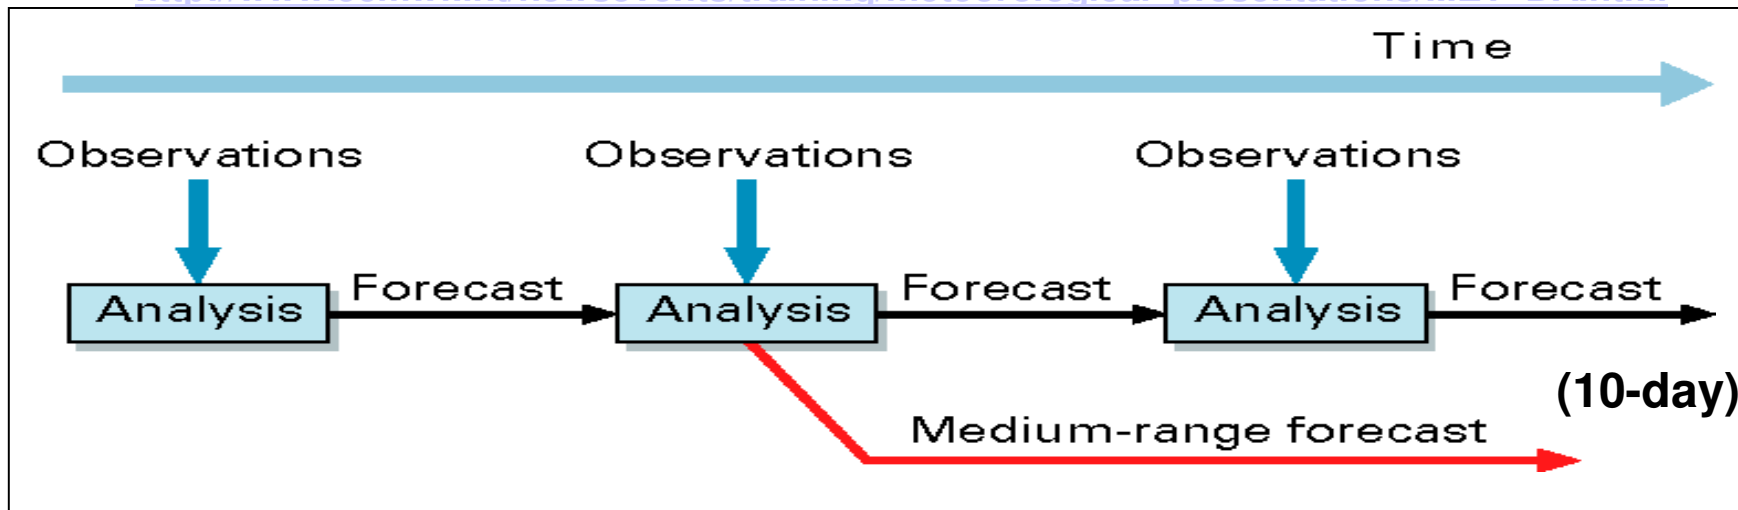 Time
Observations Observations Observations
Analysis Forecast Analysis Forecast Analysis Forecast
(10-day)
Medium-range forecast